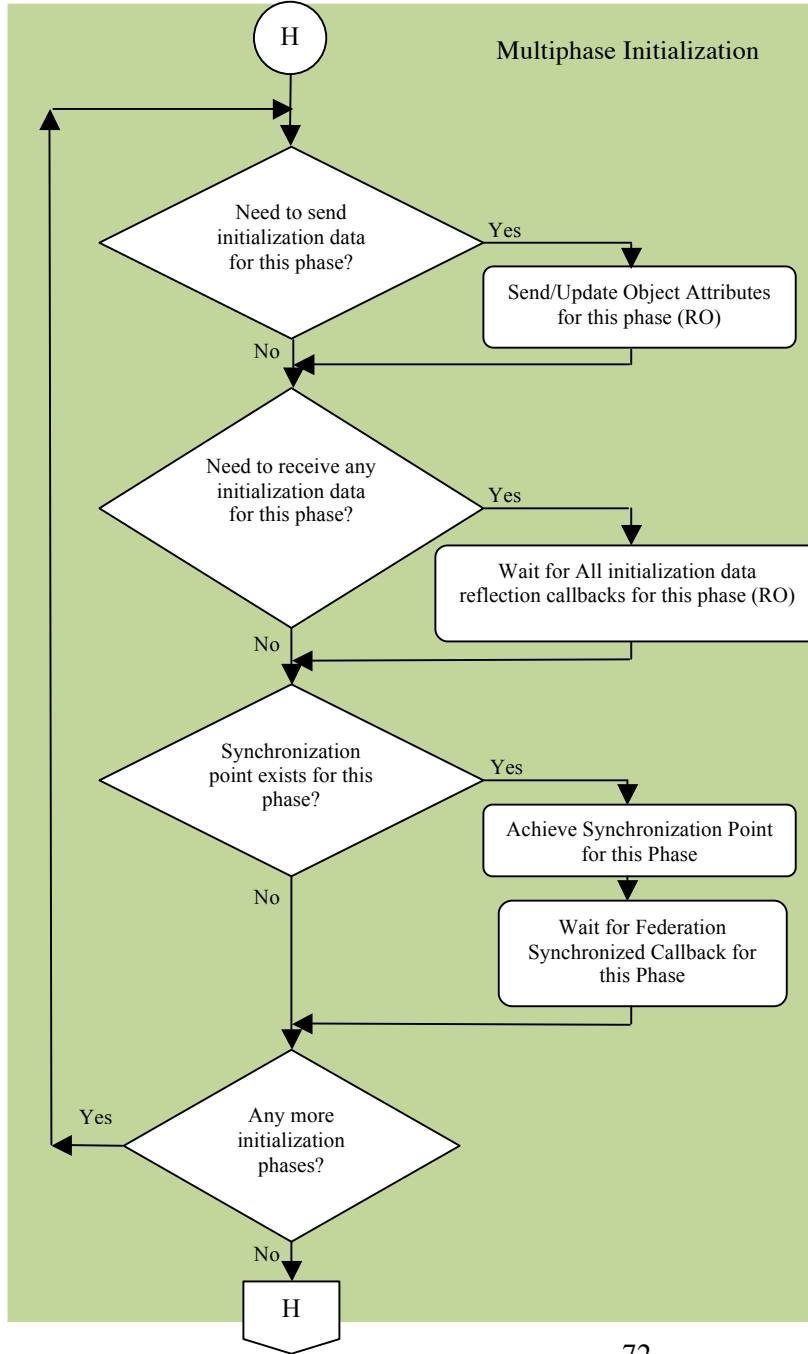 H
Multiphase Initialization
Need to send
initialization data
for this phase?
Yes
Send/Update Object Attributes
for this phase (RO)
No
Need to receive any
initialization data
for this phase?
Yes
Wait for All initialization data
reflection callbacks for this phase (RO)
No
Synchronization
point exists for this
phase?
Yes
Achieve Synchronization Point
for this Phase
No
Wait for Federation
Synchronized Callback for
this Phase
Any more
initialization
phases?
Yes
No
H
72